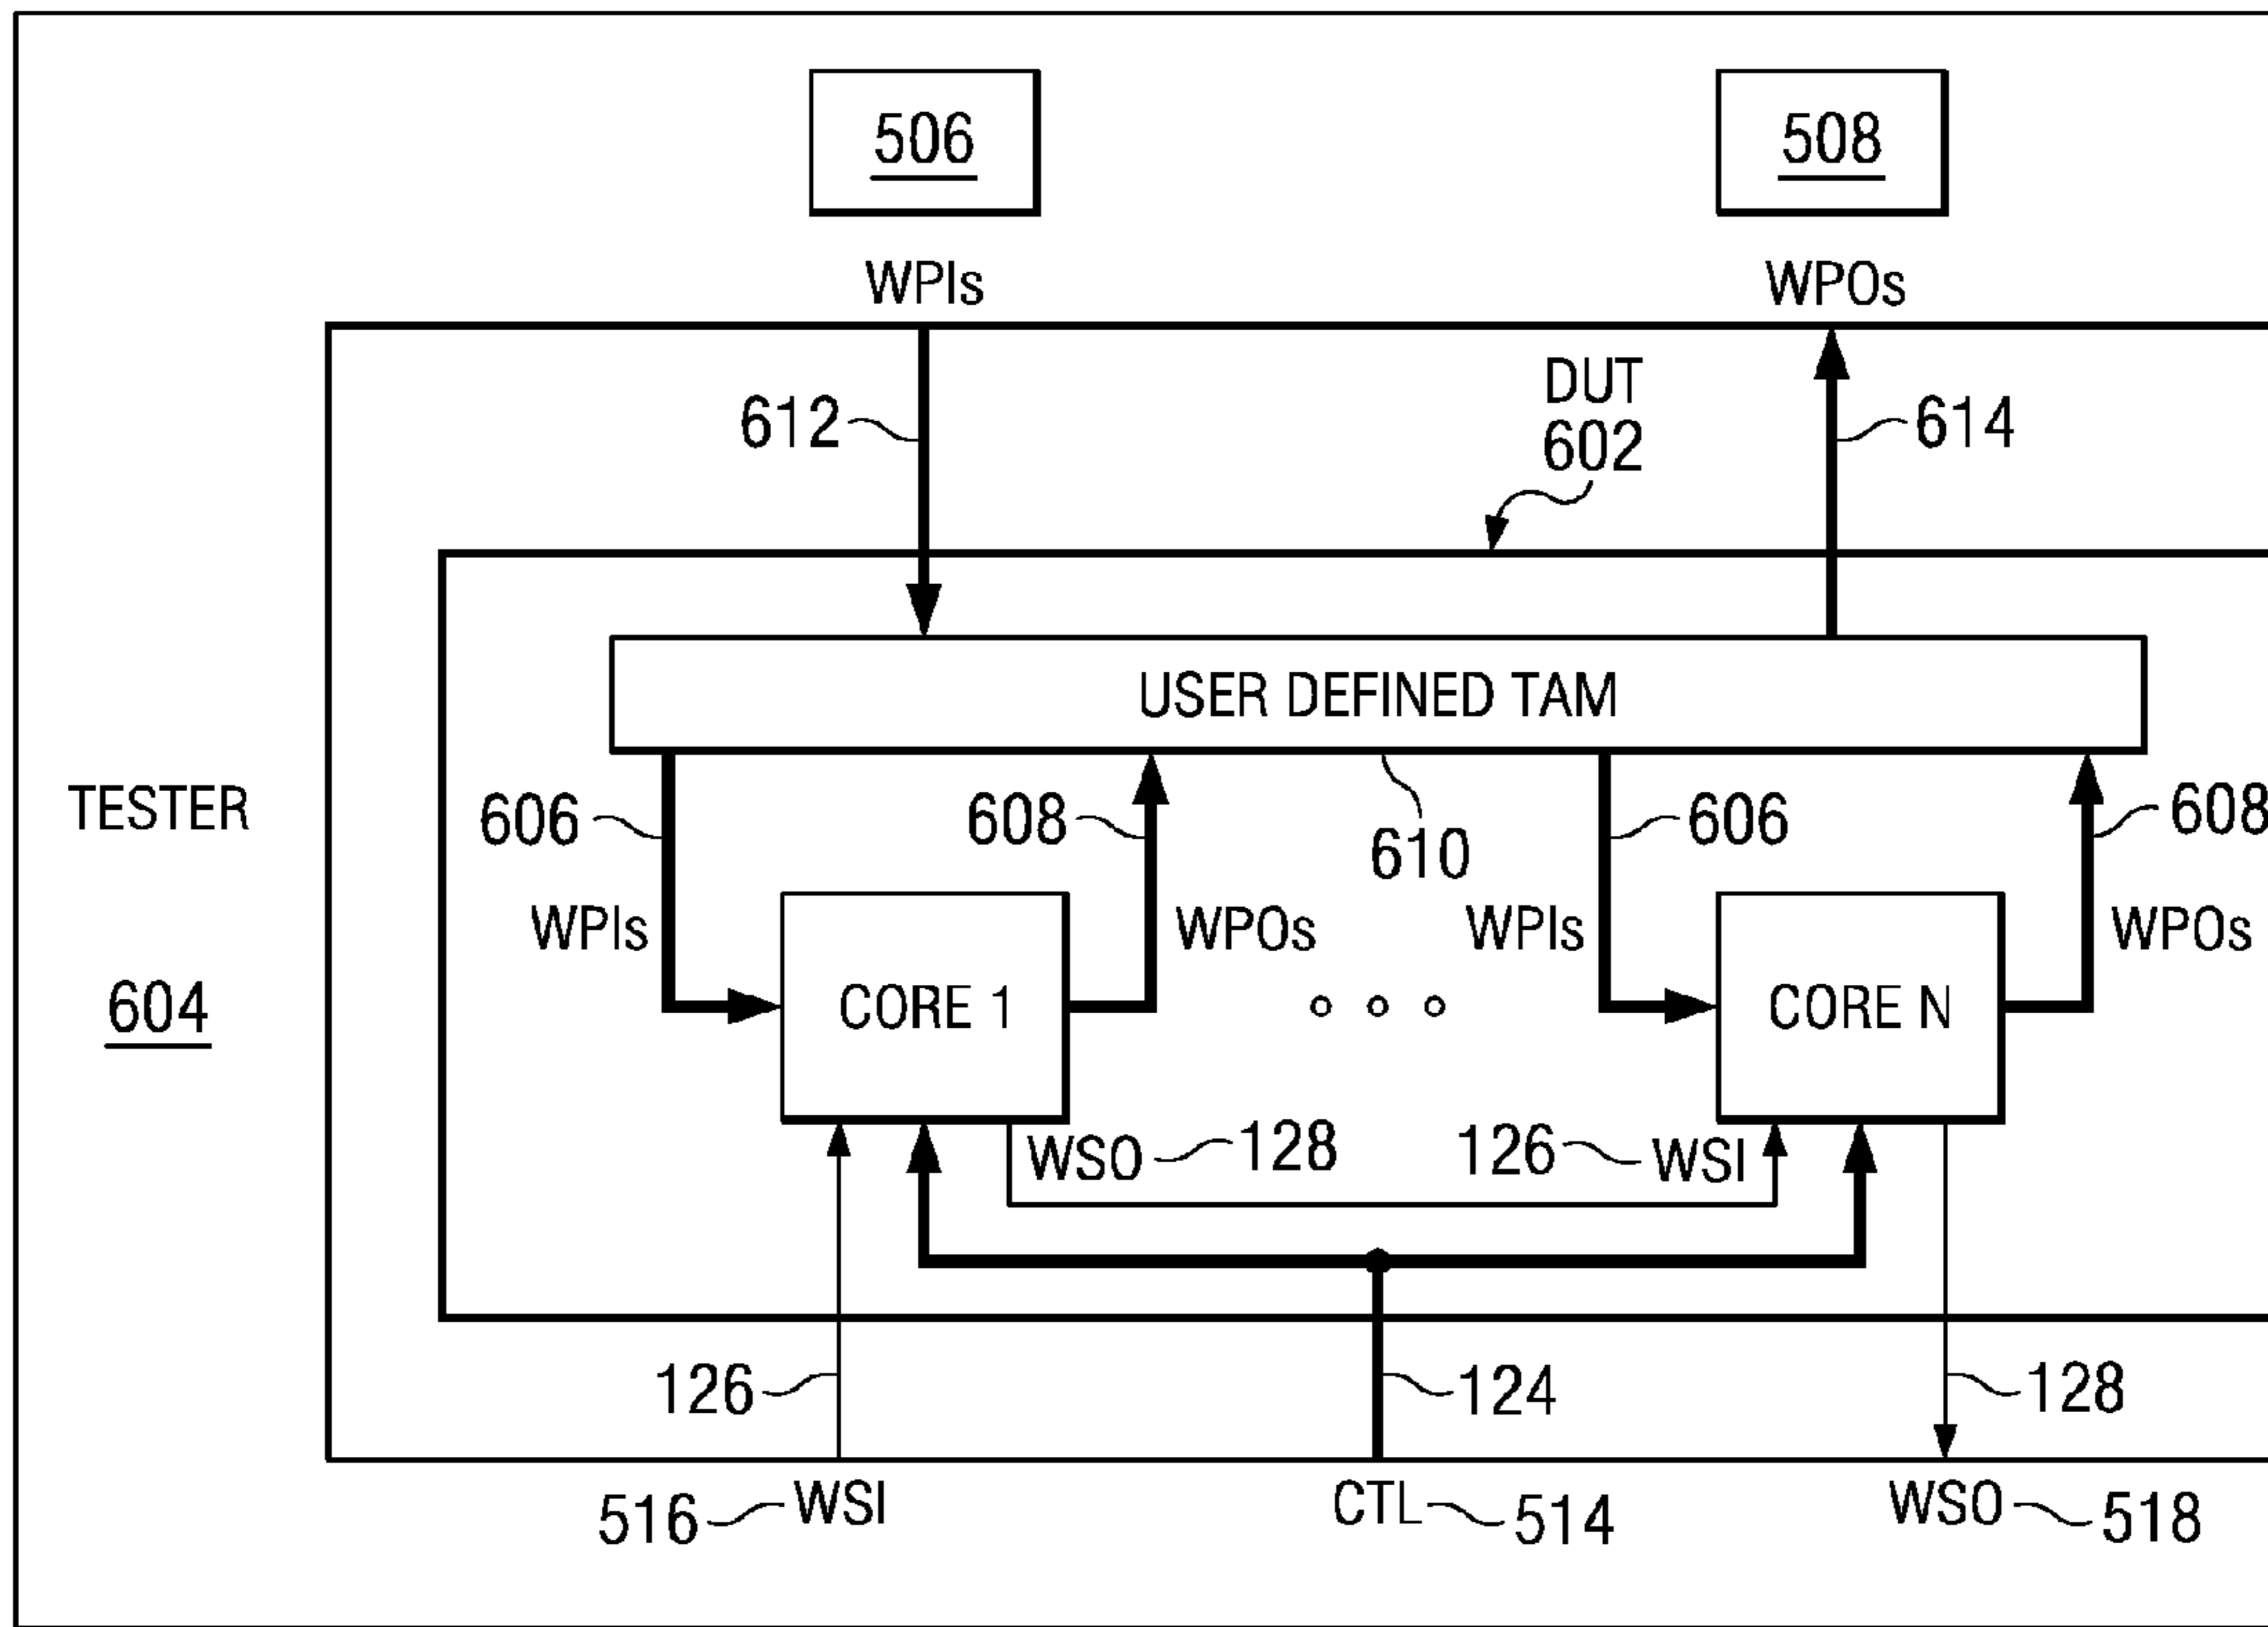 506
508
WPIs
WPOs
DUT
602
612
614
USER DEFINED TAM
TESTER
606
608
610
606
608
WPIs
WPOs
WPIs
WPOs
604
CORE 1
CORE N
WSO 128
126 WSI
126
124
128
516 WSI
CTL 514
WSO 518